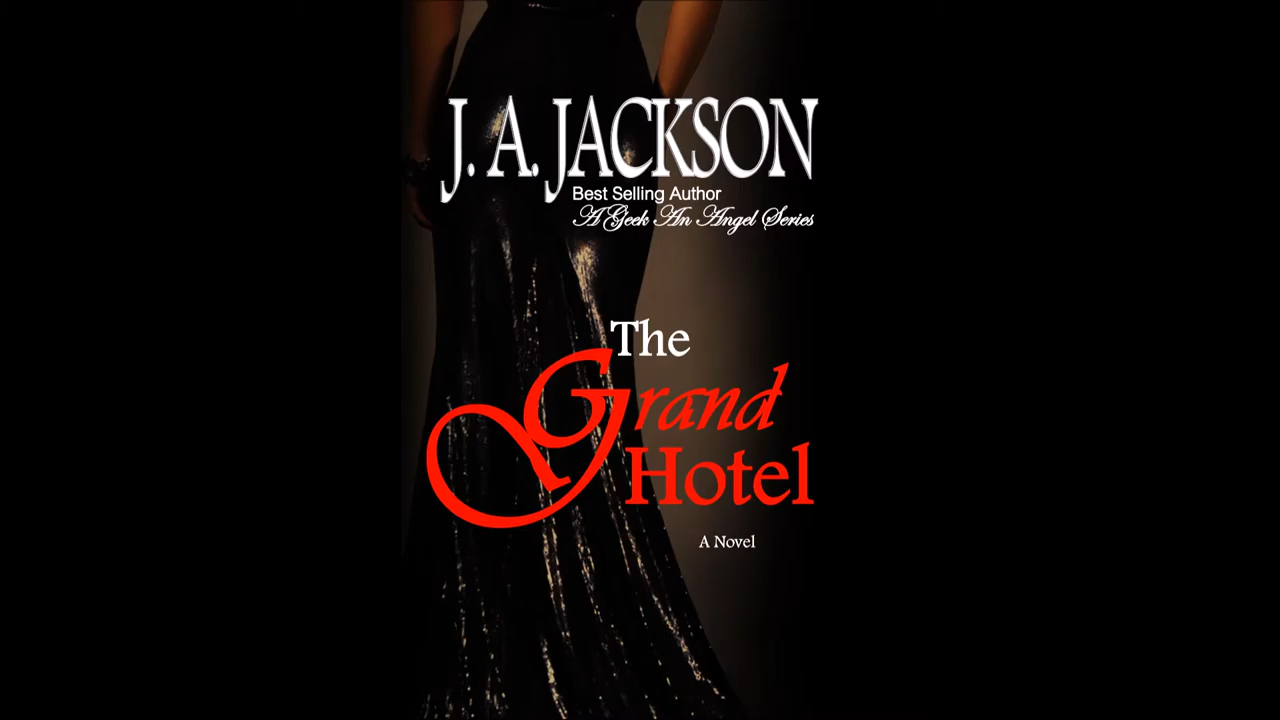 J. A. JACKSON
Best Selling Author
A Geek An Angel Series
The
Grand
Hotel
A Novel